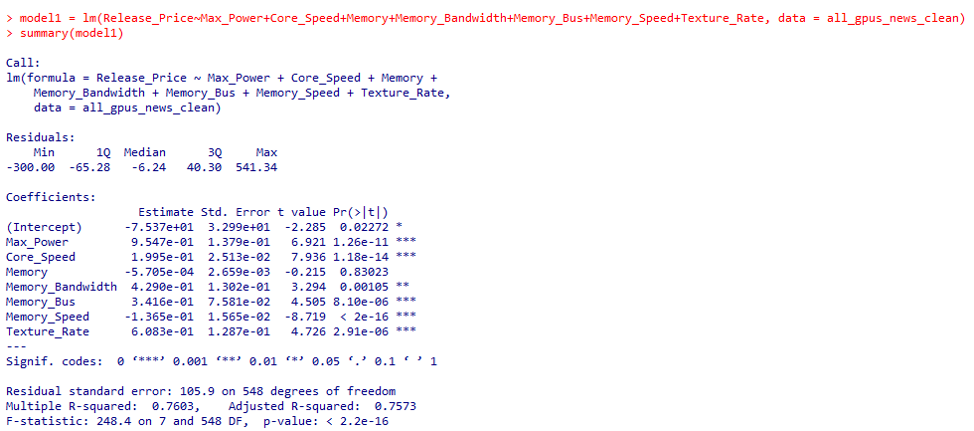 > model1 = lm(Release_Price~Max_Power+Core_Speed+Memory+Memory_Bandwidth+Memory_Bus+Memory_Speed+Texture_Rate, data = all_gpus_news_clean)
> summary(model1)
Call:
lm(formula = Release_Price ~ Max_Power + Core_Speed + Memory +
    Memory_Bandwidth + Memory_Bus + Memory_Speed + Texture_Rate,
    data = all_gpus_news_clean)
Residuals:
    Min      1Q  Median      3Q     Max
-300.00  -65.28   -6.24   40.30  541.34
Coefficients:
                   Estimate Std. Error t value Pr(>|t|)
(Intercept)      -7.537e+01  3.299e+01  -2.285  0.02272 *
Max_Power         9.547e-01  1.379e-01   6.921 1.26e-11 ***
Core_Speed        1.995e-01  2.513e-02   7.936 1.18e-14 ***
Memory           -5.705e-04  2.659e-03  -0.215  0.83023
Memory_Bandwidth  4.290e-01  1.302e-01   3.294  0.00105 **
Memory_Bus        3.416e-01  7.581e-02   4.505 8.10e-06 ***
Memory_Speed     -1.365e-01  1.565e-02  -8.719  < 2e-16 ***
Texture_Rate      6.083e-01  1.287e-01   4.726 2.91e-06 ***
---
Signif. codes:  0 ‘***’ 0.001 ‘**’ 0.01 ‘*’ 0.05 ‘.’ 0.1 ‘ ’ 1
Residual standard error: 105.9 on 548 degrees of freedom
Multiple R-squared:  0.7603,    Adjusted R-squared:  0.7573
F-statistic: 248.4 on 7 and 548 DF,  p-value: < 2.2e-16